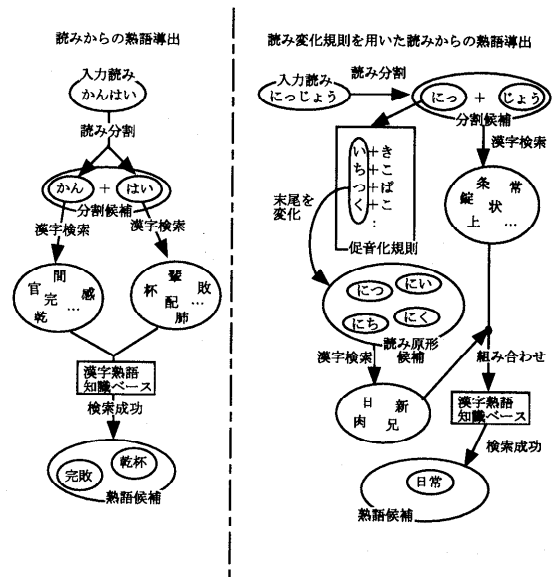 読みからの熟語導出
入力読み
かんはい
読み分割
かん + はい
分割候補
漢字検索
漢字検索
間
官 完 感
乾 …
輩
杯 配 敗
肺 …
漢字熟語
知識ベース
検索成功
完敗
乾杯
熟語候補
読み変化規則を用いた読みからの熟語導出
入力読み
にっじょう
読み分割
にっ + じょう
分割候補
漢字検索
い+き
ち+こ
つ+ば
く+こ
:
促音化規則
末尾を
変化
条 常
錠 状
上 …
につ にい
にち にく
読み原形
候補
漢字検索
日 新
肉 兄
組み合わせ
漢字熟語
知識ベース
検索成功
日常
熟語候補